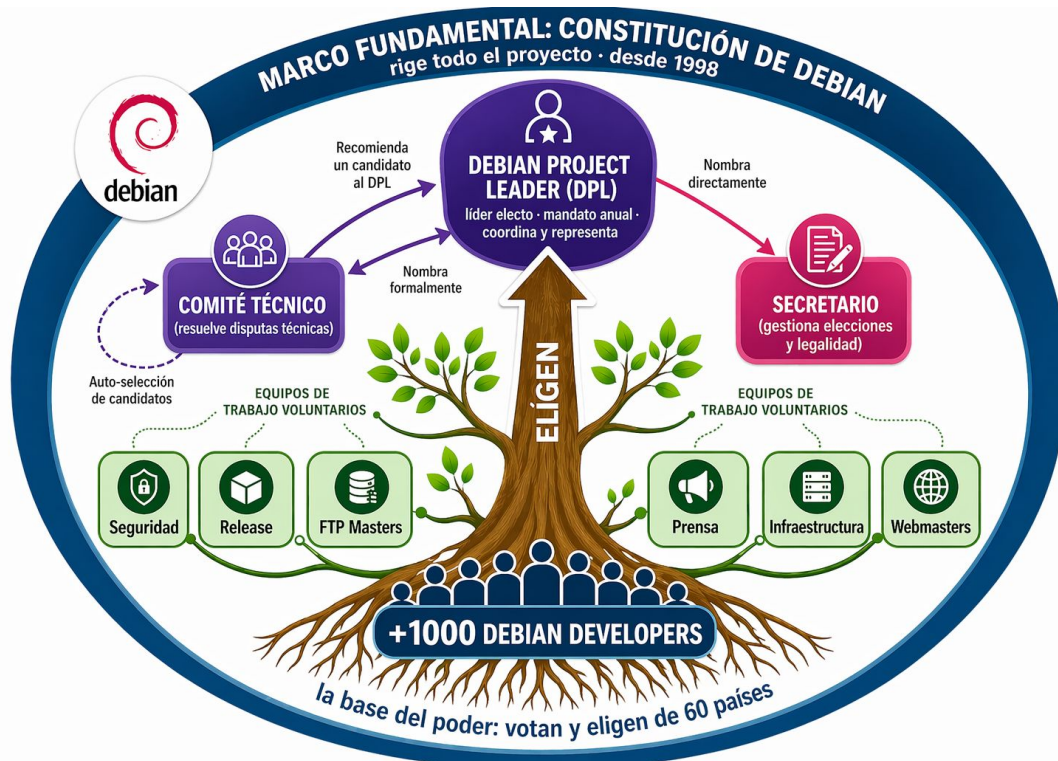 MARCO FUNDAMENTAL: CONSTITUCIÓN DE DEBIAN
rige todo el proyecto · desde 1998
debian
Recomienda
un candidato
al DPL
DEBIAN PROJECT
LEADER (DPL)
líder electo · mandato anual ·
coordina y representa
Nombra
directamente
Nombra
formalmente
COMITÉ TÉCNICO
(resuelve disputas técnicas)
SECRETARIO
(gestiona elecciones
y legalidad)
Auto-selección
de candidatos
ELÍGEN
EQUIPOS DE
TRABAJO VOLUNTARIOS
EQUIPOS DE
TRABAJO VOLUNTARIOS
Seguridad
Release
FTP Masters
Prensa
Infraestructura
Webmasters
+1000 DEBIAN DEVELOPERS
la base del poder: votan y eligen de 60 países